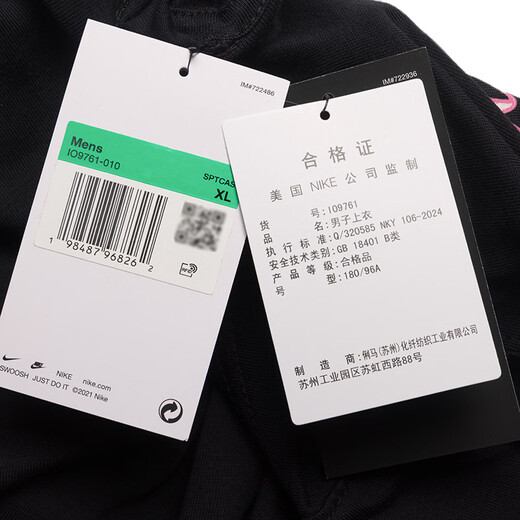 IM#722486
Mens
IO9761-010
SPTCAS
XL
1 98487 96826 2
RFID
NIKE
nike.com
SWOOSH
JUST DO IT
©2021 Nike
IM#722936
合格证
美国 NIKE 公司监制
货号: IO9761
品名: 男子上衣
执行标准: Q/320585 NKY 106-2024
安全技术类别: GB 18401 B类
产品等级: 合格品
号型: 180/96A
制造商: 俐马(苏州)化纤纺织工业有限公司
苏州工业园区苏虹西路88号